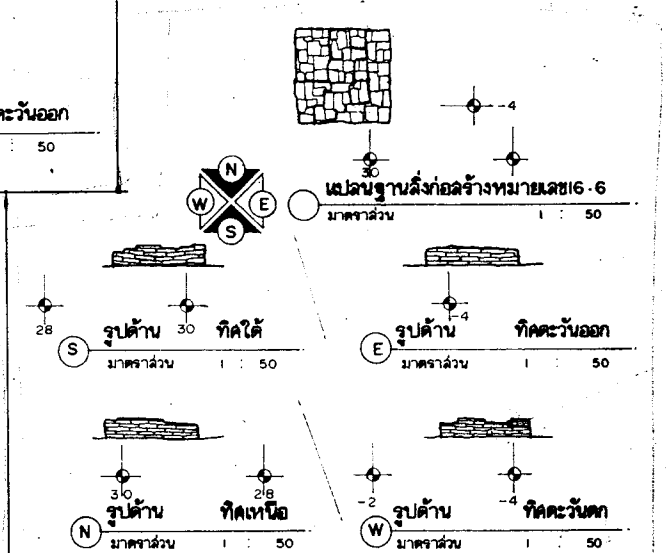 ตะวันออก
: 50
-4
30
N
W E
S
แปลนฐานสิ่งก่อสร้างหมายเลข16-6
มาตราส่วน 1 : 50
28 30
-4
S รูปด้าน ทิศใต้
มาตราส่วน 1 : 50
E รูปด้าน ทิศตะวันออก
มาตราส่วน 1 : 50
30 28
-2 -4
N รูปด้าน ทิศเหนือ
มาตราส่วน 1 : 50
W รูปด้าน ทิศตะวันตก
มาตราส่วน 1 : 50